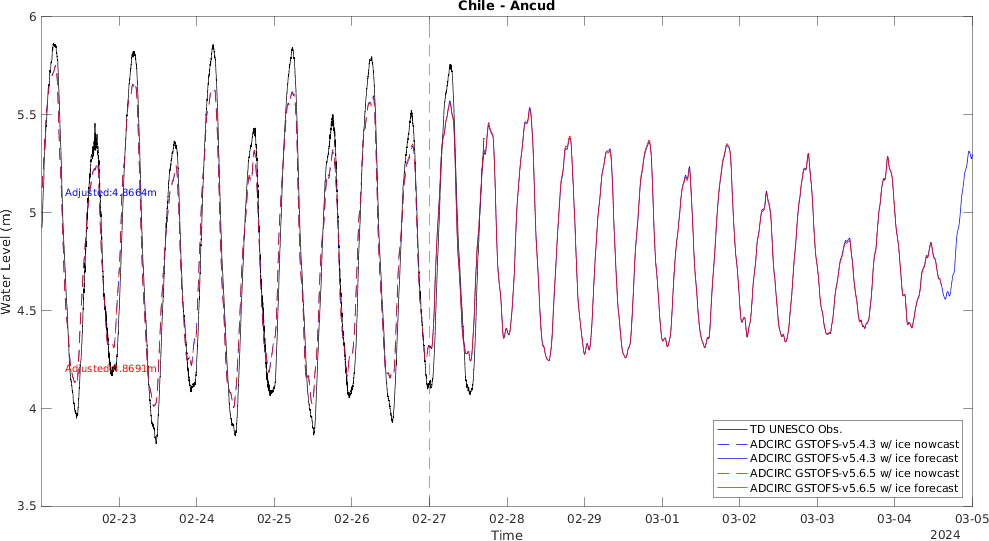 Chile - Ancud
6
5.5
5
4.5
4
3.5
Water Level (m)
Adjusted:4.8664m
Adjusted:4.8691m
TD UNESCO Obs.
ADCIRC GSTOFS-v5.4.3 w/ ice nowcast
ADCIRC GSTOFS-v5.4.3 w/ ice forecast
ADCIRC GSTOFS-v5.6.5 w/ ice nowcast
ADCIRC GSTOFS-v5.6.5 w/ ice forecast
02-23 02-24 02-25 02-26 02-27 02-28 02-29 03-01 03-02 03-03 03-04 03-05
Time
2024